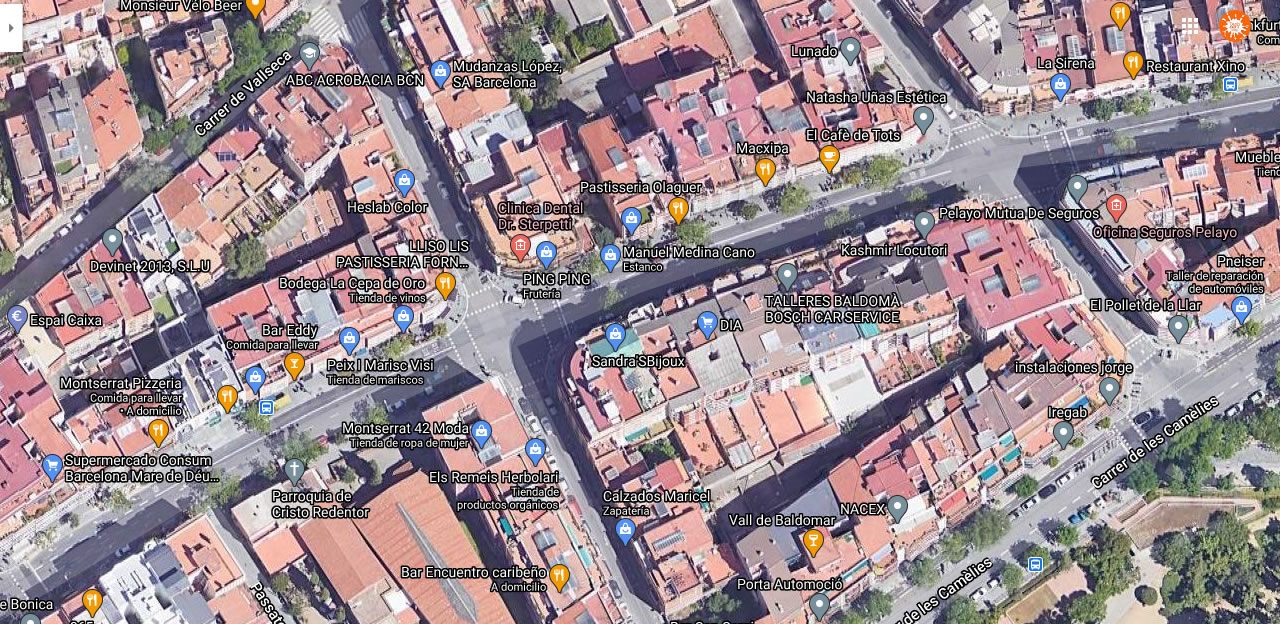 Monsieur Vélo Beer
Carrer de Vallseca
ABC ACROBACIA BCN
Mudanzas López,
SA Barcelona
Lunado
La Sirena
Restaurant Xino
Natasha Uñas Estética
El Cafè de Tots
Macxipa
Pastisseria Olaguer
Heslab Color
Clínica Dental
Dr. Sterpetti
Manuel Medina Cano
Estanco
Pelayo Mutua De Seguros
Oficina Seguros Pelayo
Kashmir Locutori
Devinet 2013, S.L.U
LLISO LIS
PASTISSERIA FORN...
Bodega La Cepa de Oro
Tienda de vinos
PING PING
Frutería
TALLERES BALDOMÀ
BOSCH CAR SERVICE
Pneiser
Taller de reparación
de automóviles
El Pollet de la Llar
Espai Caixa
Bar Eddy
Comida para llevar
Peix I Marisc Visi
Tienda de mariscos
Sandra'SBijoux
DIA
instalaciones jorge
Montserrat Pizzeria
Comida para llevar
• A domicilio
Iregab
Carrer de les Camèlies
Montserrat 42 Moda
Tienda de ropa de mujer
Supermercado Consum
Barcelona Mare de Déu...
Els Remeis Herbolari
Tienda de
productos orgánicos
Parroquia de
Cristo Redentor
Calzados Maricel
Zapatería
NACEX
Vall de Baldomar
Bar Encuentro caribeño
A domicilio
Porta Automoció
de les Camèlies
e Bonica